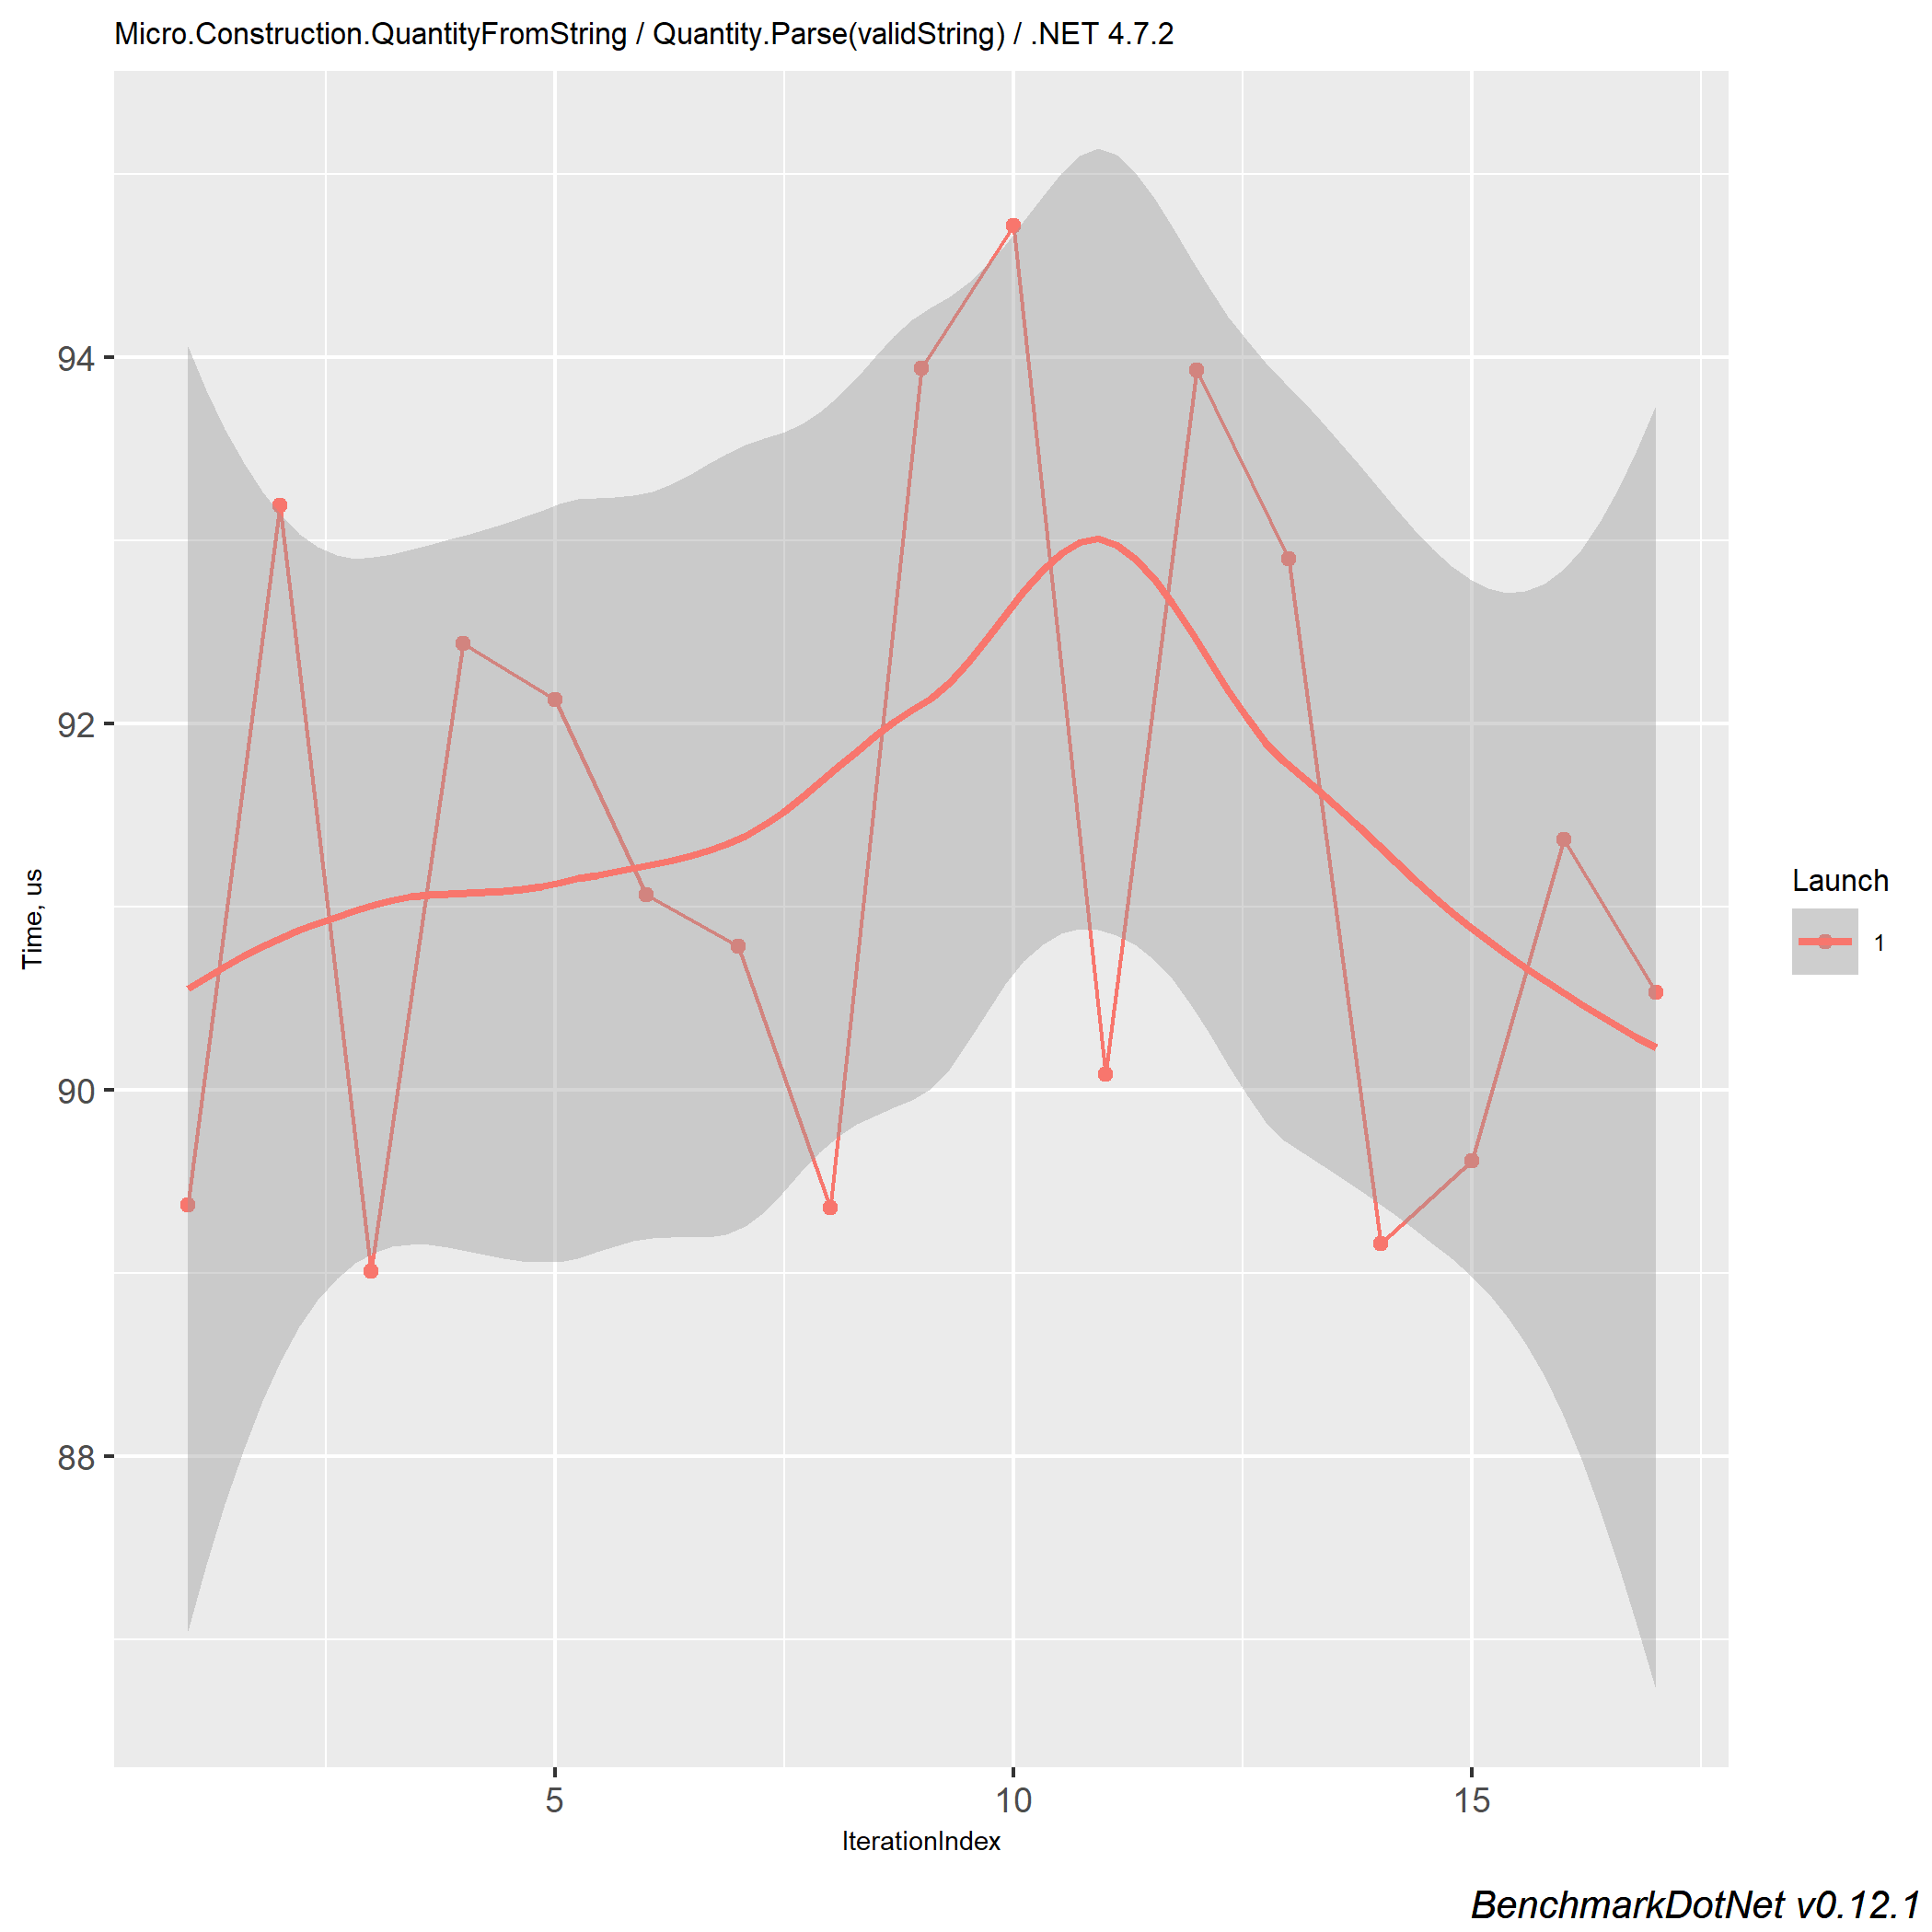 Micro.Construction.QuantityFromString / Quantity.Parse(validString) / .NET 4.7.2
94
92
90
88
Time, us
5 10 15
IterationIndex
Launch
1
BenchmarkDotNet v0.12.1